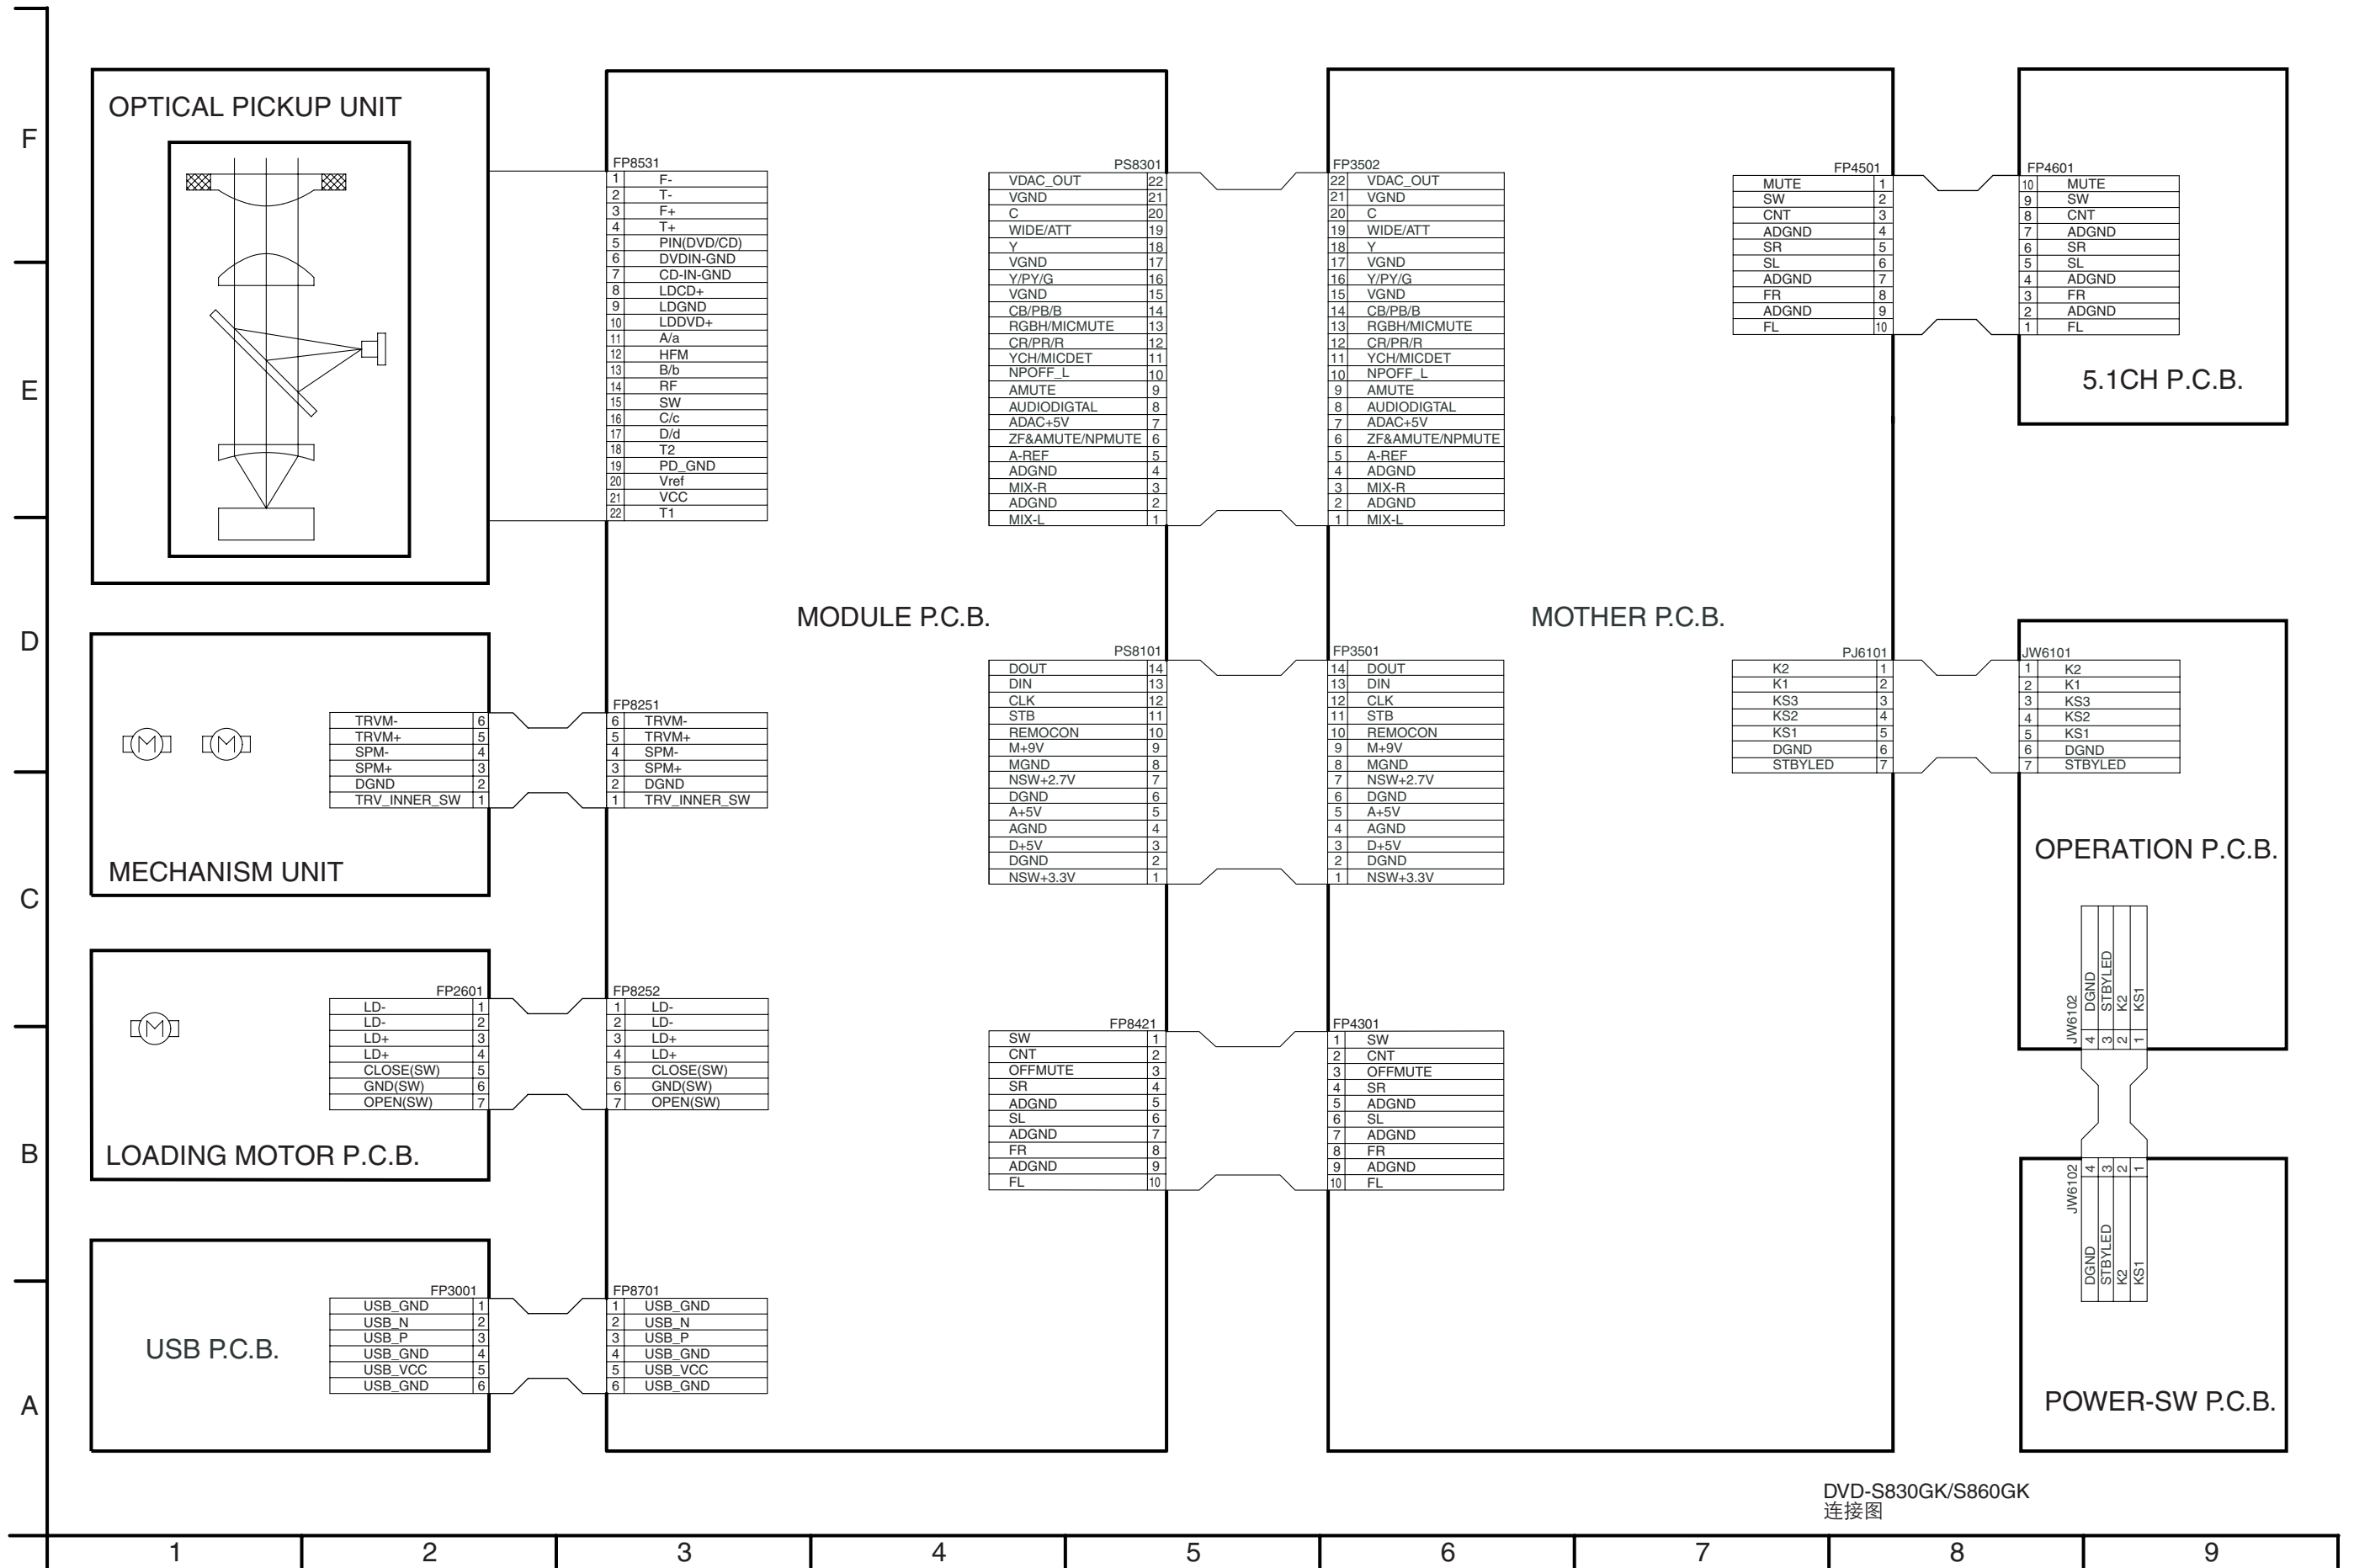 F
E
D
C
B
A
OPTICAL PICKUP UNIT
FP8531
1 F-
2 T-
3 F+
4 T+
5 PIN(DVD/CD)
6 DVDIN-GND
7 CD-IN-GND
8 LDCD+
9 LDGND
10 LDDVD+
11 A/a
12 HFM
13 B/b
14 RF
15 SW
16 C/c
17 D/d
18 T2
19 PD_GND
20 Vref
21 VCC
22 T1
PS8301
VDAC_OUT 22
VGND 21
C 20
WIDE/ATT 19
Y 18
VGND 17
Y/PY/G 16
VGND 15
CB/PB/B 14
RGBH/MICMUTE 13
CR/PR/R 12
YCH/MICDET 11
NPOFF_L 10
AMUTE 9
AUDIODIGTAL 8
ADAC+5V 7
ZF&AMUTE/NPMUTE 6
A-REF 5
ADGND 4
MIX-R 3
ADGND 2
MIX-L 1
FP3502
22 VDAC_OUT
21 VGND
20 C
19 WIDE/ATT
18 Y
17 VGND
16 Y/PY/G
15 VGND
14 CB/PB/B
13 RGBH/MICMUTE
12 CR/PR/R
11 YCH/MICDET
10 NPOFF_L
9 AMUTE
8 AUDIODIGTAL
7 ADAC+5V
6 ZF&AMUTE/NPMUTE
5 A-REF
4 ADGND
3 MIX-R
2 ADGND
1 MIX-L
FP4501
MUTE 1
SW 2
CNT 3
ADGND 4
SR 5
SL 6
ADGND 7
FR 8
ADGND 9
FL 10
FP4601
10 MUTE
9 SW
8 CNT
7 ADGND
6 SR
5 SL
4 ADGND
3 FR
2 ADGND
1 FL
5.1CH P.C.B.
MODULE P.C.B.
MOTHER P.C.B.
TRVM- 6
TRVM+ 5
SPM- 4
SPM+ 3
DGND 2
TRV_INNER_SW 1
M
M
MECHANISM UNIT
FP8251
6 TRVM-
5 TRVM+
4 SPM-
3 SPM+
2 DGND
1 TRV_INNER_SW
PS8101
DOUT 14
DIN 13
CLK 12
STB 11
REMOCON 10
M+9V 9
MGND 8
NSW+2.7V 7
DGND 6
A+5V 5
AGND 4
D+5V 3
DGND 2
NSW+3.3V 1
FP3501
14 DOUT
13 DIN
12 CLK
11 STB
10 REMOCON
9 M+9V
8 MGND
7 NSW+2.7V
6 DGND
5 A+5V
4 AGND
3 D+5V
2 DGND
1 NSW+3.3V
PJ6101
K2 1
K1 2
KS3 3
KS2 4
KS1 5
DGND 6
STBYLED 7
JW6101
1 K2
2 K1
3 KS3
4 KS2
5 KS1
6 DGND
7 STBYLED
OPERATION P.C.B.
JW6102
4 DGND
3 STBYLED
2 K2
1 KS1
FP2601
LD- 1
LD- 2
LD+ 3
LD+ 4
CLOSE(SW) 5
GND(SW) 6
OPEN(SW) 7
M
LOADING MOTOR P.C.B.
FP8252
1 LD-
2 LD-
3 LD+
4 LD+
5 CLOSE(SW)
6 GND(SW)
7 OPEN(SW)
FP8421
SW 1
CNT 2
OFFMUTE 3
SR 4
ADGND 5
SL 6
ADGND 7
FR 8
ADGND 9
FL 10
FP4301
1 SW
2 CNT
3 OFFMUTE
4 SR
5 ADGND
6 SL
7 ADGND
8 FR
9 ADGND
10 FL
JW6102
4 DGND
3 STBYLED
2 K2
1 KS1
POWER-SW P.C.B.
USB P.C.B.
FP3001
USB_GND 1
USB_N 2
USB_P 3
USB_GND 4
USB_VCC 5
USB_GND 6
FP8701
1 USB_GND
2 USB_N
3 USB_P
4 USB_GND
5 USB_VCC
6 USB_GND
DVD-S830GK/S860GK
连接图
1 2 3 4 5 6 7 8 9